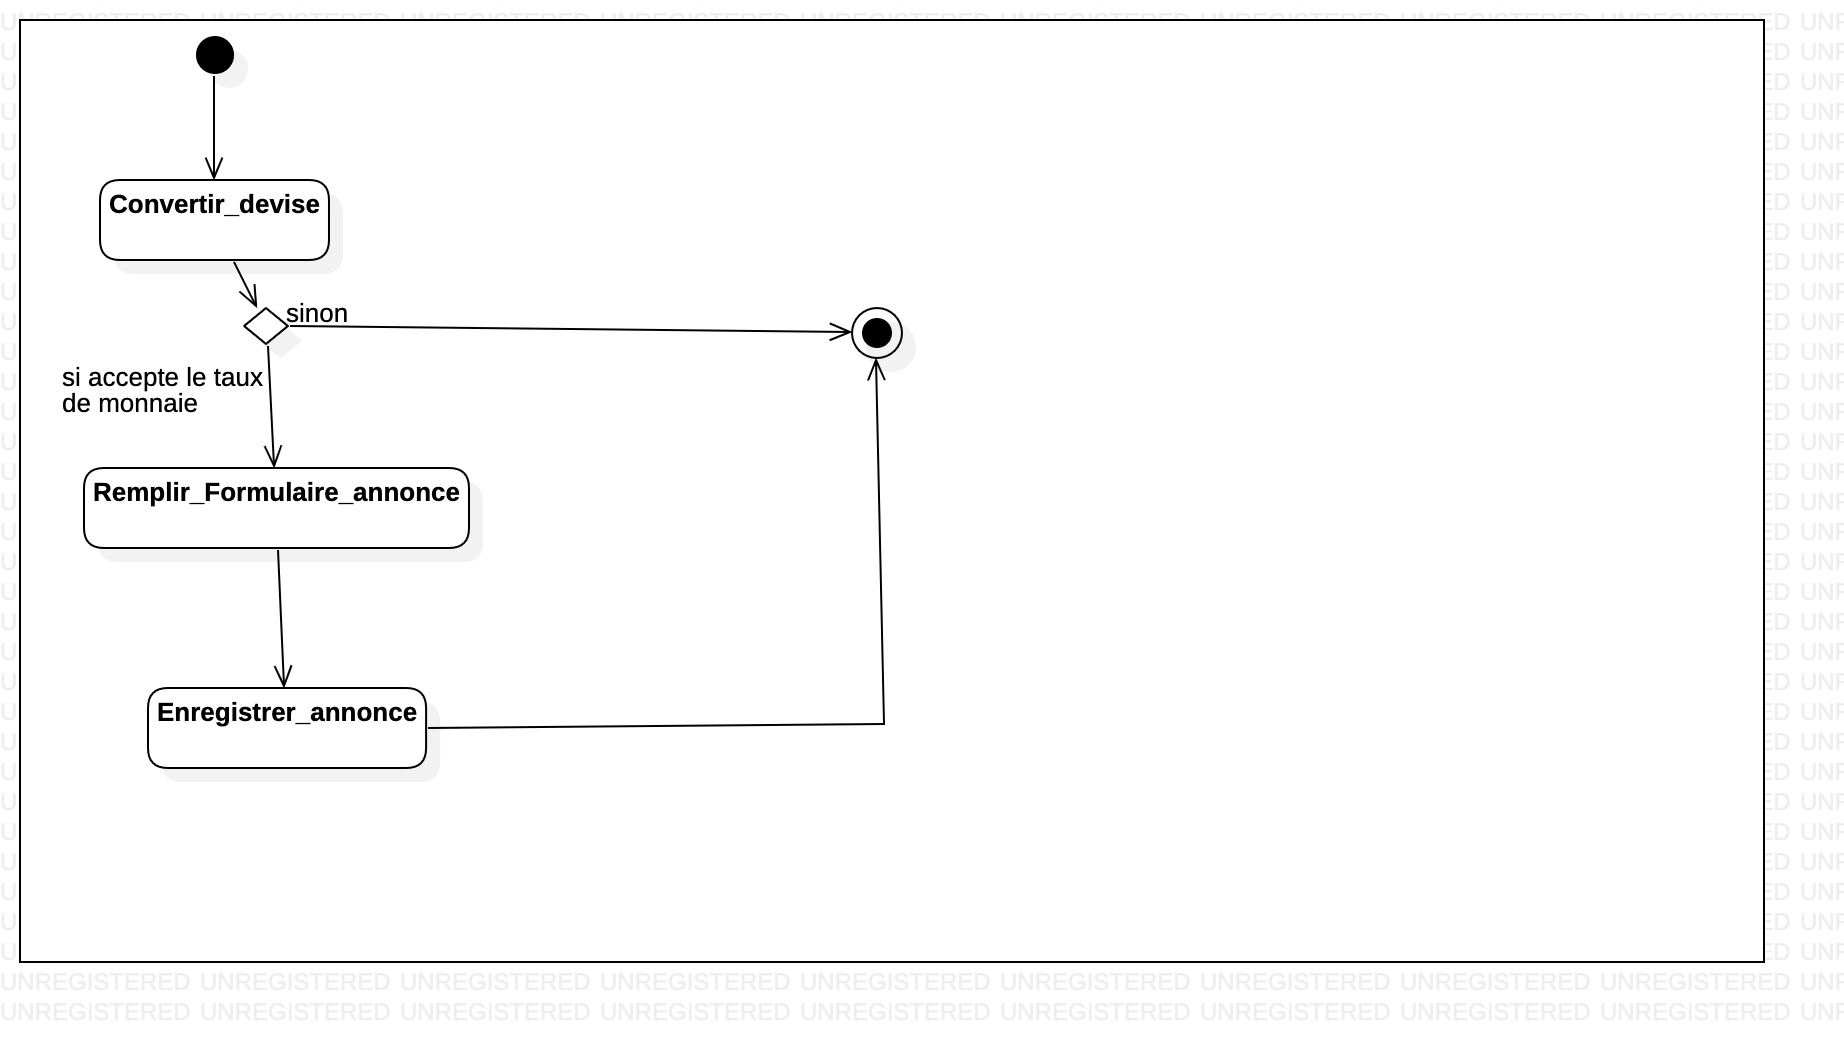 Convertir_devise
sinon
si accepte le taux
de monnaie
Remplir_Formulaire_annonce
Enregistrer_annonce
UNREGISTERED UNREGISTERED UNREGISTERED UNREGISTERED UNREGISTERED UNREGISTERED UNREGISTERED UNREGISTERED UNREGISTERED UNR
UNREGISTERED UNREGISTERED UNREGISTERED UNREGISTERED UNREGISTERED UNREGISTERED UNREGISTERED UNREGISTERED UNREGISTERED UNR